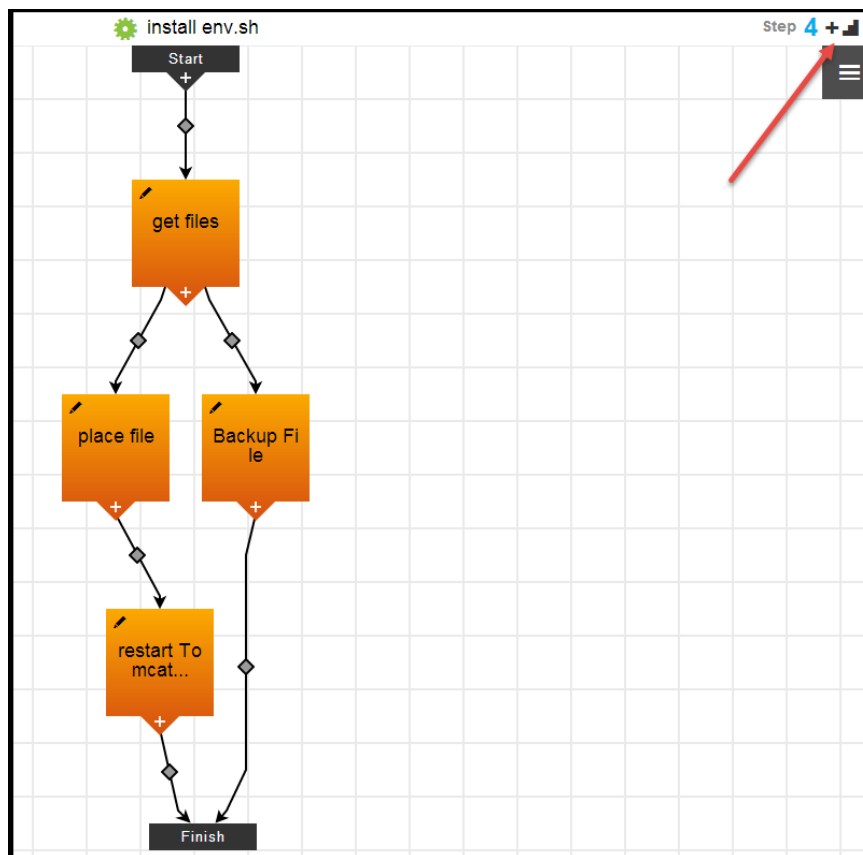 install env.sh
Step 4
Start
get files
place file
Backup Fi
le
restart To
mcat...
Finish